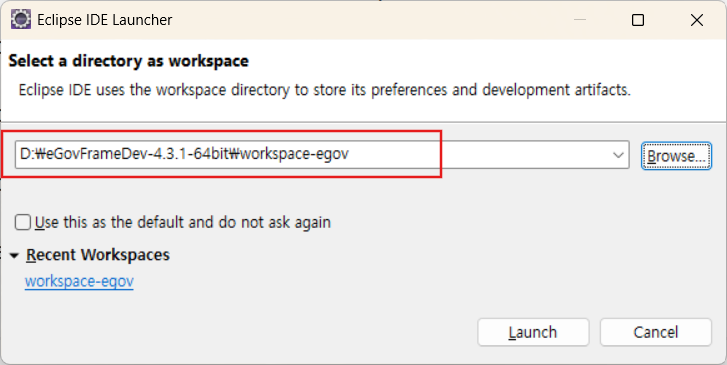 Eclipse IDE Launcher
Select a directory as workspace
Eclipse IDE uses the workspace directory to store its preferences and development artifacts.
D:₩eGovFrameDev-4.3.1-64bit₩workspace-egov
Browse...
Use this as the default and do not ask again
Recent Workspaces
workspace-egov
Launch
Cancel